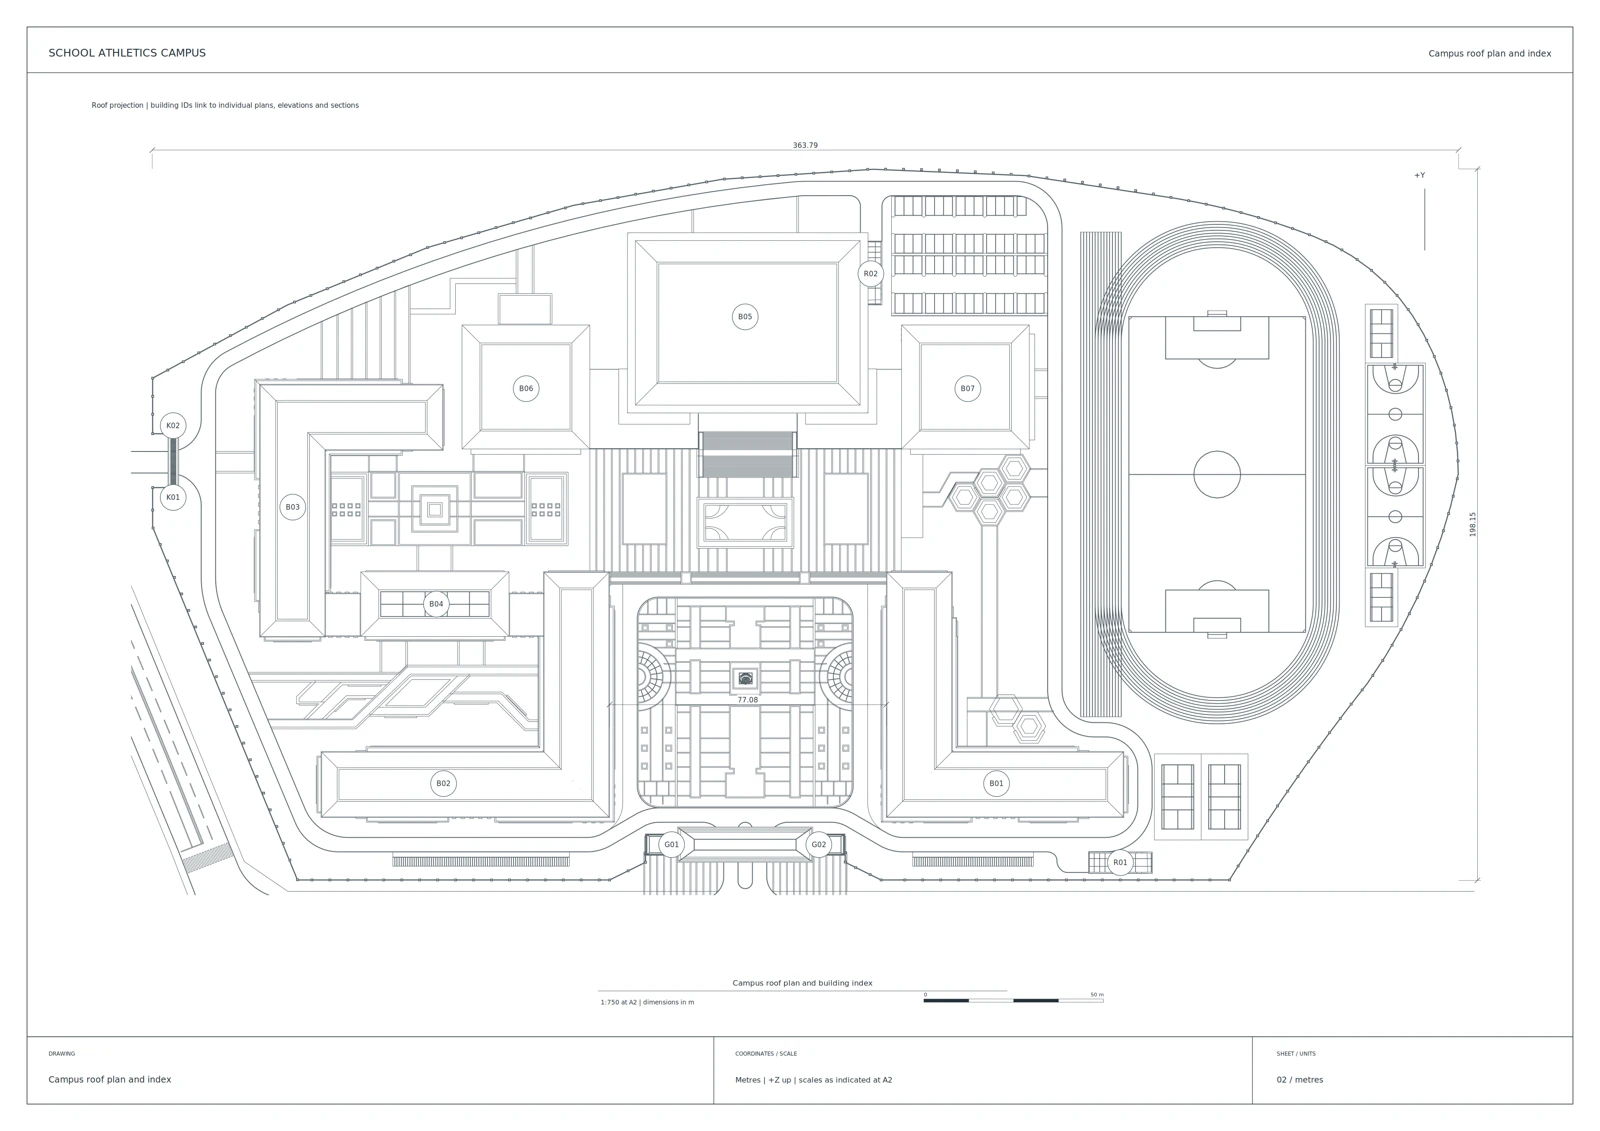 SCHOOL ATHLETICS CAMPUS
Campus roof plan and index
Roof projection | building IDs link to individual plans, elevations and sections
363.79
+Y
R02
B05
B06
B07
K02
K01
B03
198.15
B04
77.08
B02
B01
G01
G02
R01
Campus roof plan and building index
1:750 at A2 | dimensions in m
0
50 m
DRAWING
Campus roof plan and index
COORDINATES / SCALE
Metres | +Z up | scales as indicated at A2
SHEET / UNITS
02 / metres